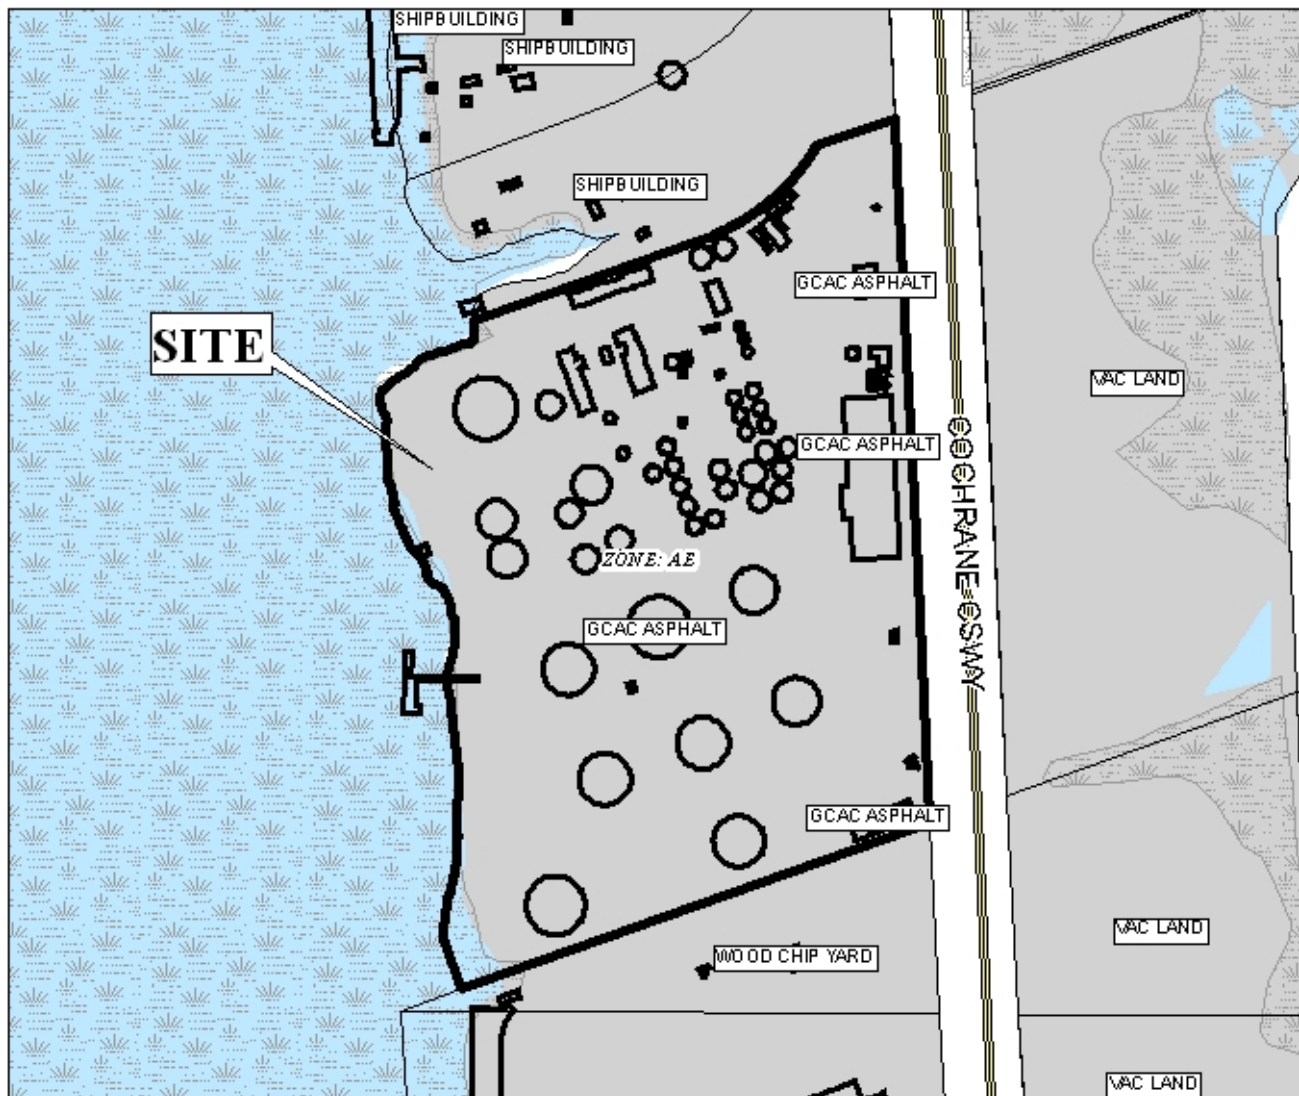 SHIPBUILDING
SHIPBUILDING
SHIPBUILDING
GCAC ASPHALT
SITE
VAC LAND
GCAC ASPHALT
COCHRANE CSWY
ZONE: AE
GCAC ASPHALT
GCAC ASPHALT
VAC LAND
WOOD CHIP YARD
VAC LAND